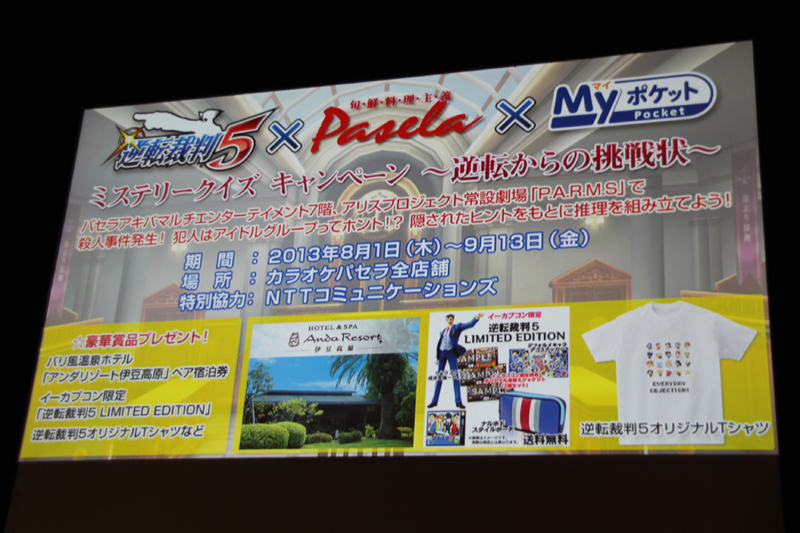 逆転裁判5 × 旬・鮮・料・理・主・義 Pasela × My マイ ポケット Pocket
ミステリークイズ キャンペーン ～逆転からの挑戦状～
パセラアキバマルチエンターテイメント7階、アリスプロジェクト常設劇場「P.A.R.M.S」で
殺人事件発生! 犯人はアイドルグループってホント!? 隠されたヒントをもとに推理を組み立てよう!
期 間 : 2013年8月1日(木)～9月13日(金)
場 所 : カラオケパセラ全店舗
特別協力: NTTコミュニケーションズ
☆豪華賞品プレゼント!
バリ風温泉ホテル
「アンダリゾート伊豆高原」ペア宿泊券
イーカプコン限定
「逆転裁判5 LIMITED EDITION」
逆転裁判5オリジナルTシャツなど
HOTEL & SPA
Anda Resort
伊豆高原
イーカプコン限定
逆転裁判5
LIMITED EDITION
SAMPLE
ナルホド
スタイルポーチ
送料無料
EVERYDAY
OBJECTION!
逆転裁判5オリジナルTシャツ